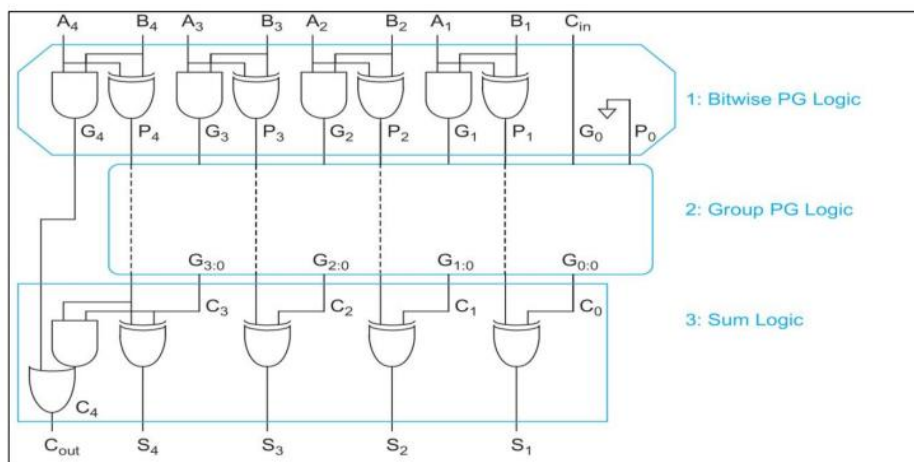 A4 B4 A3 B3 A2 B2 A1 B1 Cin
1: Bitwise PG Logic
G4 P4 G3 P3 G2 P2 G1 P1 G0 P0
2: Group PG Logic
G3:0 G2:0 G1:0 G0:0
C3 C2 C1 C0
3: Sum Logic
C4
Cout S4 S3 S2 S1